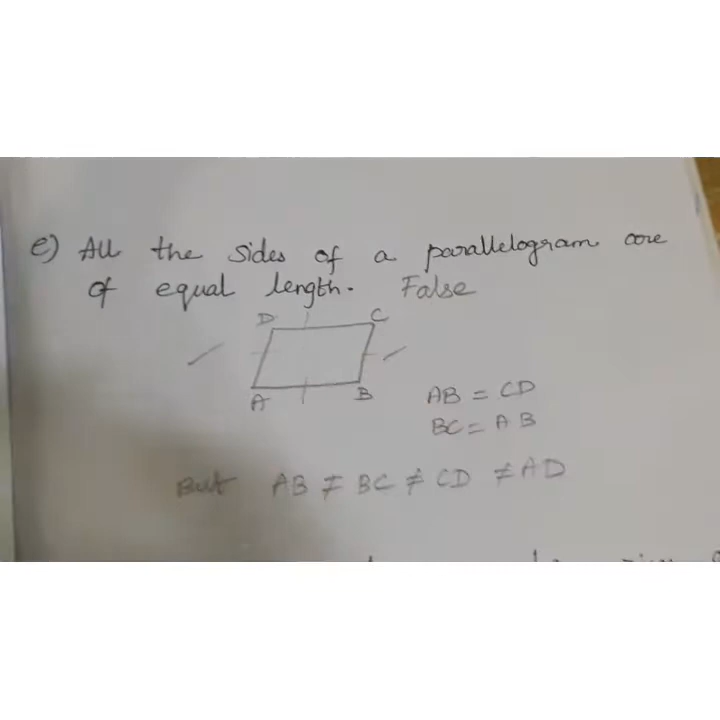 e) All the sides of a parallelogram are
of equal length. False
D C
A B
AB = CD
BC = AB
But AB ≠ BC ≠ CD ≠ AD